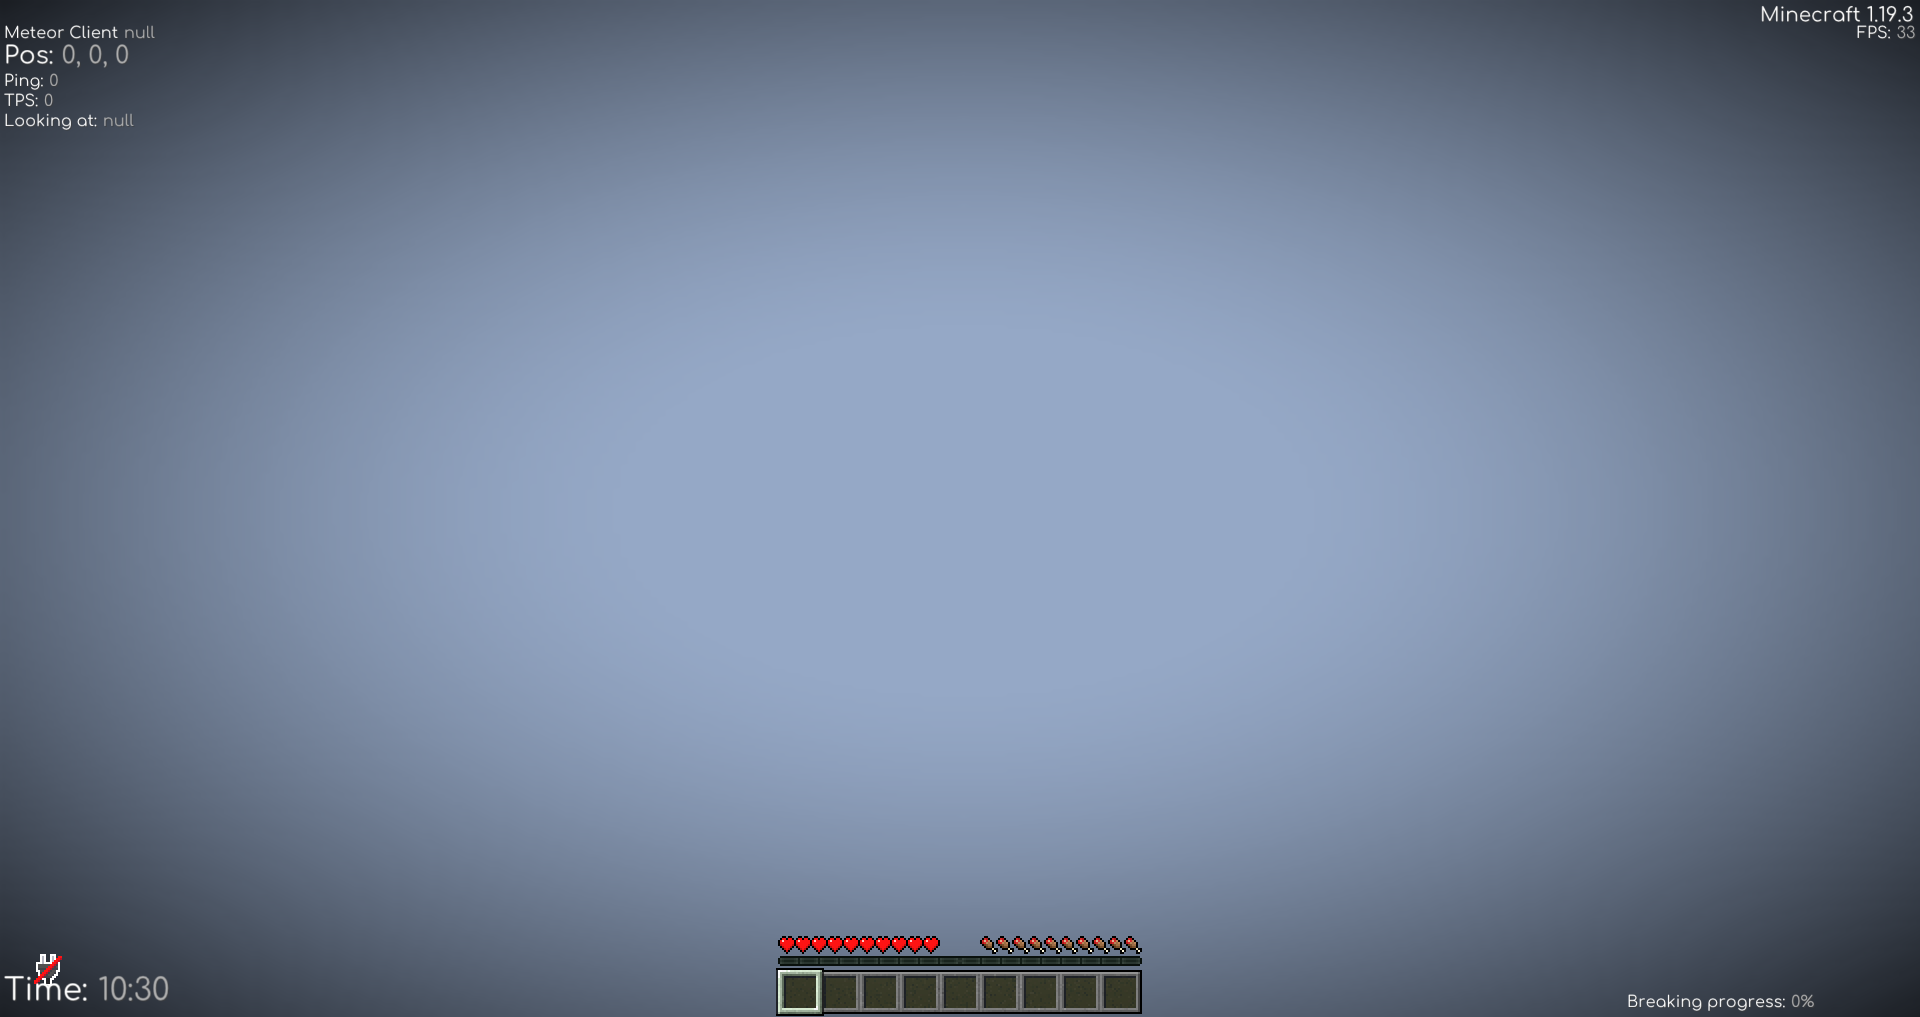 Minecraft 1.19.3
Meteor Client null
FPS: 33
Pos: 0, 0, 0
Ping: 0
TPS: 0
Looking at: null
Time: 10:30
Breaking progress: 0%